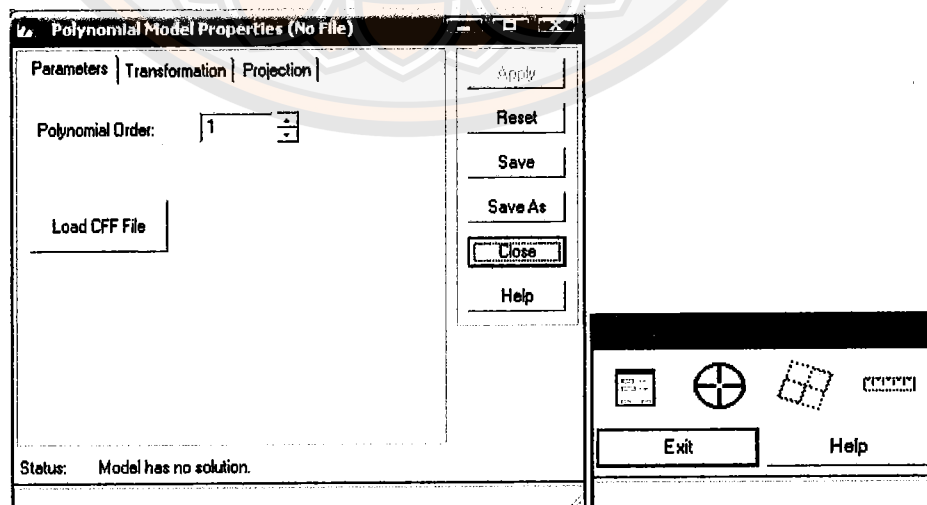 Polynomial Model Properties (No File)
Parameters Transformation Projection
Polynomial Order: 1
Load CFF File
Apply
Reset
Save
Save As
Close
Help
Status: Model has no solution.
Exit Help